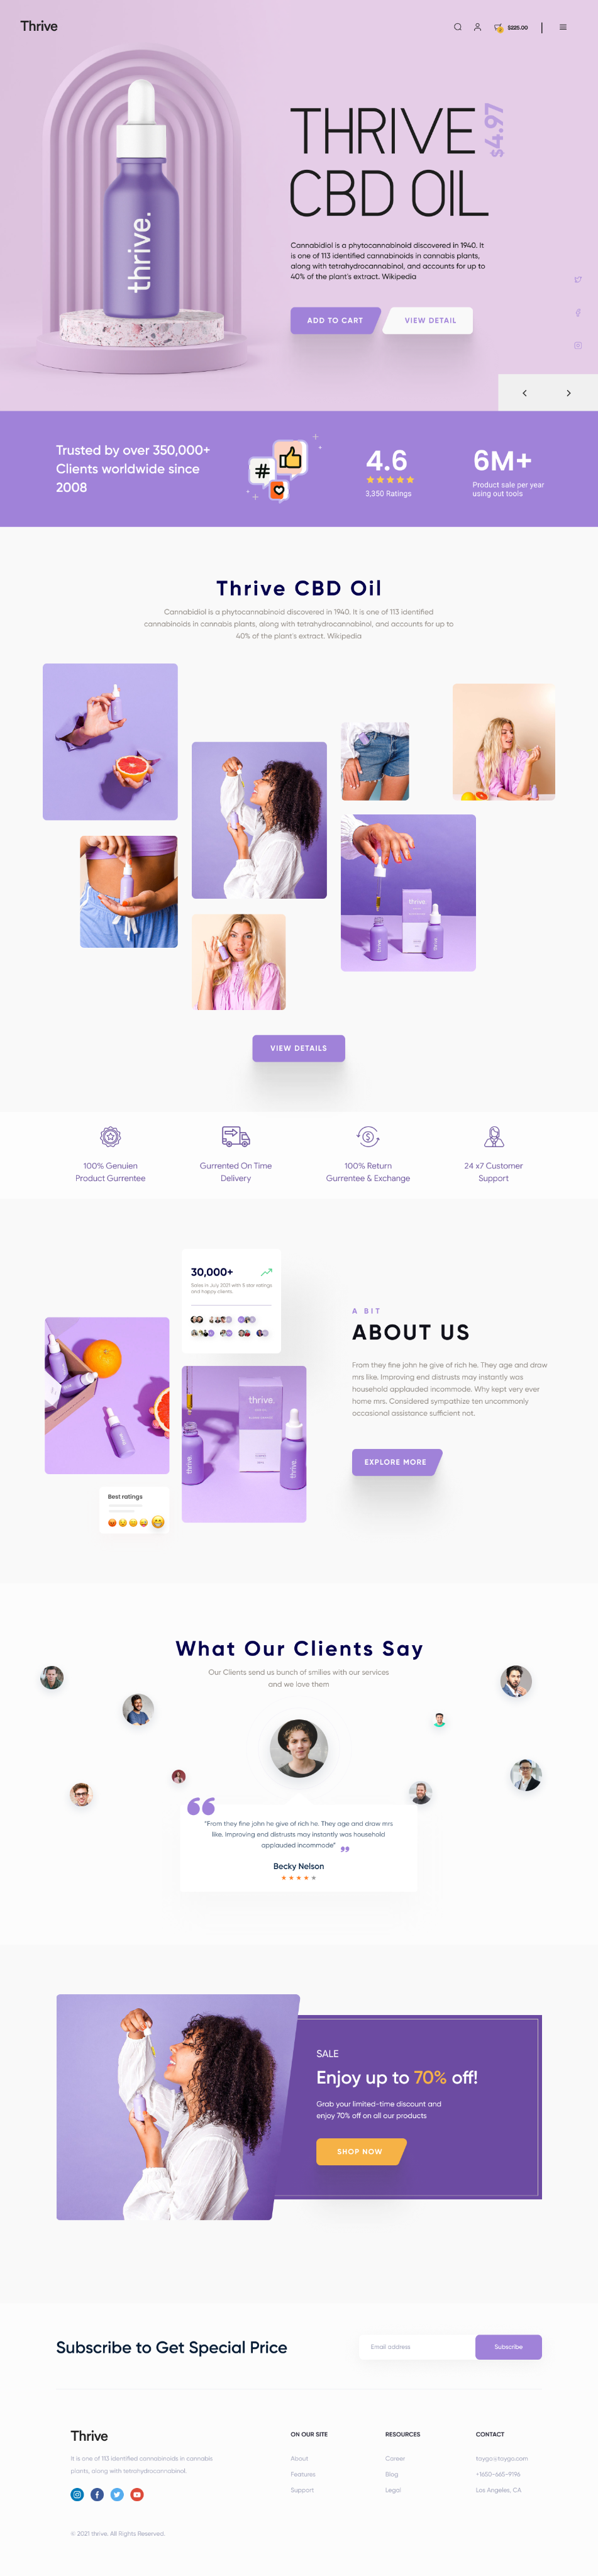 Thrive
$225.00
THRIVE
$4.97
CBD OIL
thrive.
Cannabidiol is a phytocannabinoid discovered in 1940. It
is one of 113 identified cannabinoids in cannabis plants,
along with tetrahydrocannabinol, and accounts for up to
40% of the plant's extract. Wikipedia
ADD TO CART
VIEW DETAIL
Trusted by over 350,000+
Clients worldwide since
2008
#
4.6
3,350 Ratings
6M+
Product sale per year
using out tools
Thrive CBD Oil
Cannabidiol is a phytocannabinoid discovered in 1940. It is one of 113 identified
cannabinoids in cannabis plants, along with tetrahydrocannabinol, and accounts for up to
40% of the plant's extract. Wikipedia
thrive.
VIEW DETAILS
100% Genuien
Product Gurrentee
Gurrented On Time
Delivery
100% Return
Gurrentee & Exchange
24 x7 Customer
Support
30,000+
Sales in July 2021 with 5 star ratings
and happy clients.
thrive.
thrive.
thrive.
thrive.
Best ratings
A BIT
ABOUT US
From they fine john he give of rich he. They age and draw
mrs like. Improving end distrusts may instantly was
household applauded incommode. Why kept very ever
home mrs. Considered sympathize ten uncommonly
occasional assistance sufficient not.
EXPLORE MORE
What Our Clients Say
Our Clients send us bunch of smilies with our services
and we love them
"From they fine john he give of rich he. They age and draw mrs
like. Improving end distrusts may instantly was household
applauded incommode"
Becky Nelson
SALE
Enjoy up to 70% off!
Grab your limited-time discount and
enjoy 70% off on all our products
SHOP NOW
Subscribe to Get Special Price
Email address
Subscribe
Thrive
It is one of 113 identified cannabinoids in cannabis
plants, along with tetrahydrocannabinol.
© 2021 thrive. All Rights Reserved.
ON OUR SITE
About
Features
Support
RESOURCES
Career
Blog
Legal
CONTACT
+1650-665-9196
Los Angeles, CA